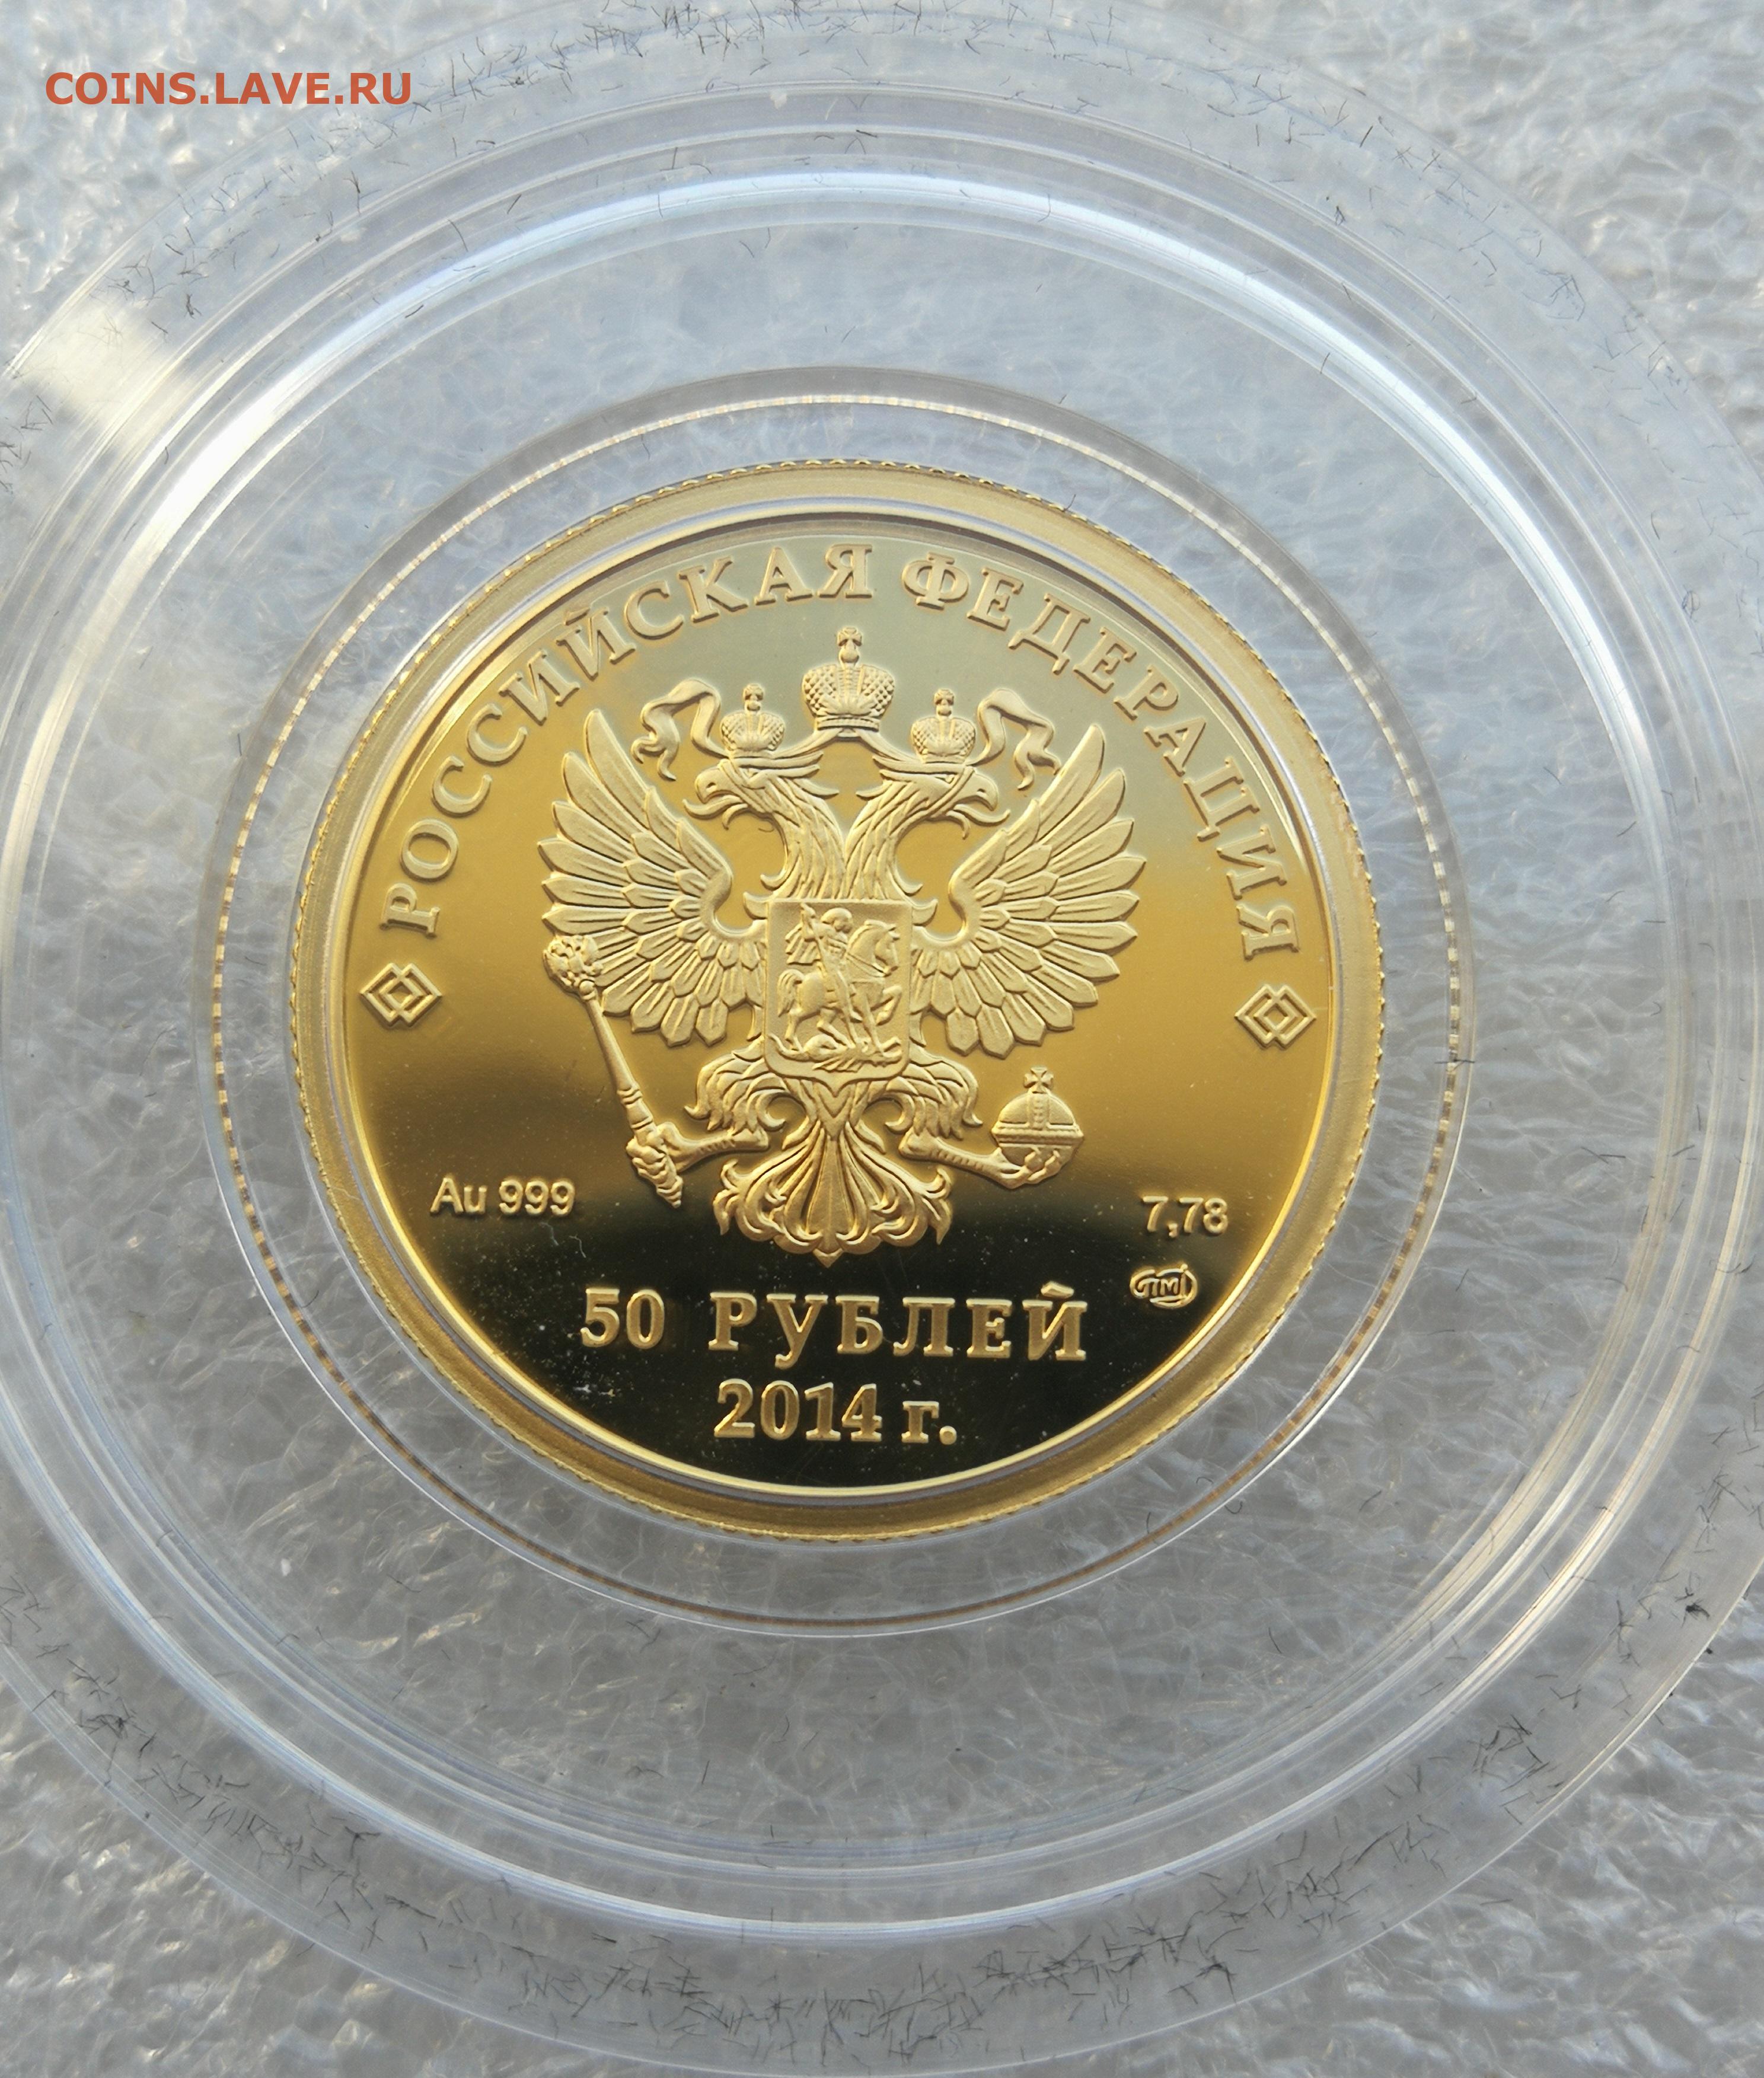 COINS.LAVE.RU
РОССИЙСКАЯ ФЕДЕРАЦИЯ
Au 999
7,78
СПМД
50 РУБЛЕЙ
2014 г.